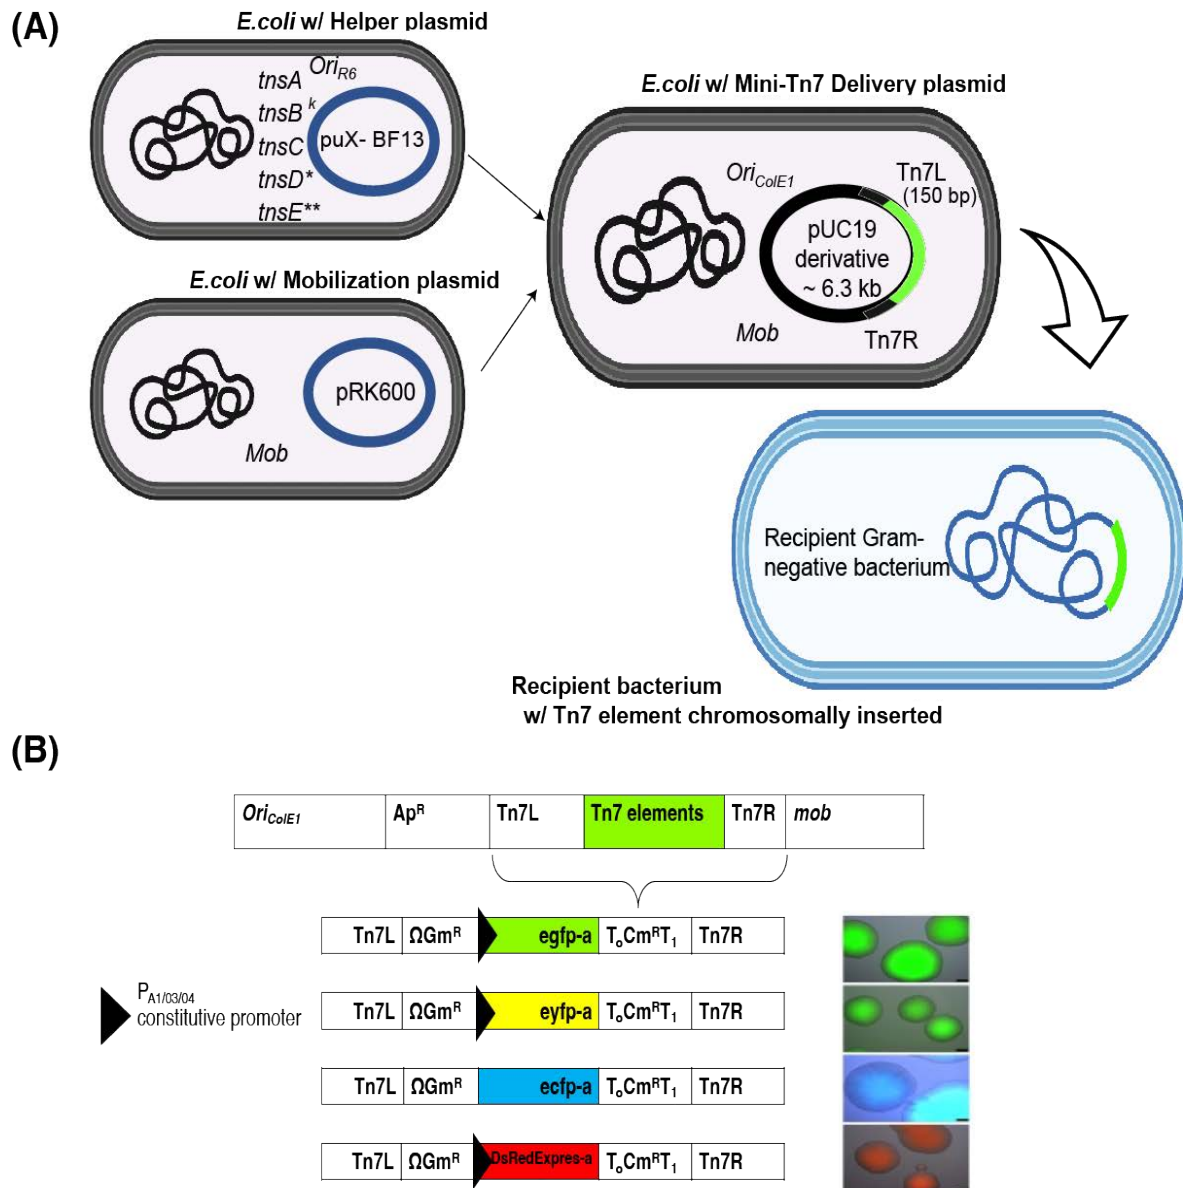 (A)
E.coli w/ Helper plasmid
tnsA
OriR6
tnsB k
tnsC
tnsD*
tnsE**
puX- BF13
E.coli w/ Mini-Tn7 Delivery plasmid
OriColE1
Tn7L
(150 bp)
pUC19
derivative
~ 6.3 kb
Mob
Tn7R
E.coli w/ Mobilization plasmid
pRK600
Mob
Recipient Gram-
negative bacterium
Recipient bacterium
w/ Tn7 element chromosomally inserted
(B)
OriColE1 ApR Tn7L Tn7 elements Tn7R mob
Tn7L ΩGmR egfp-a ToCmRT1 Tn7R
PA1/03/04
constitutive promoter
Tn7L ΩGmR eyfp-a ToCmRT1 Tn7R
Tn7L ΩGmR ecfp-a ToCmRT1 Tn7R
Tn7L ΩGmR DsRedExpres-a ToCmRT1 Tn7R